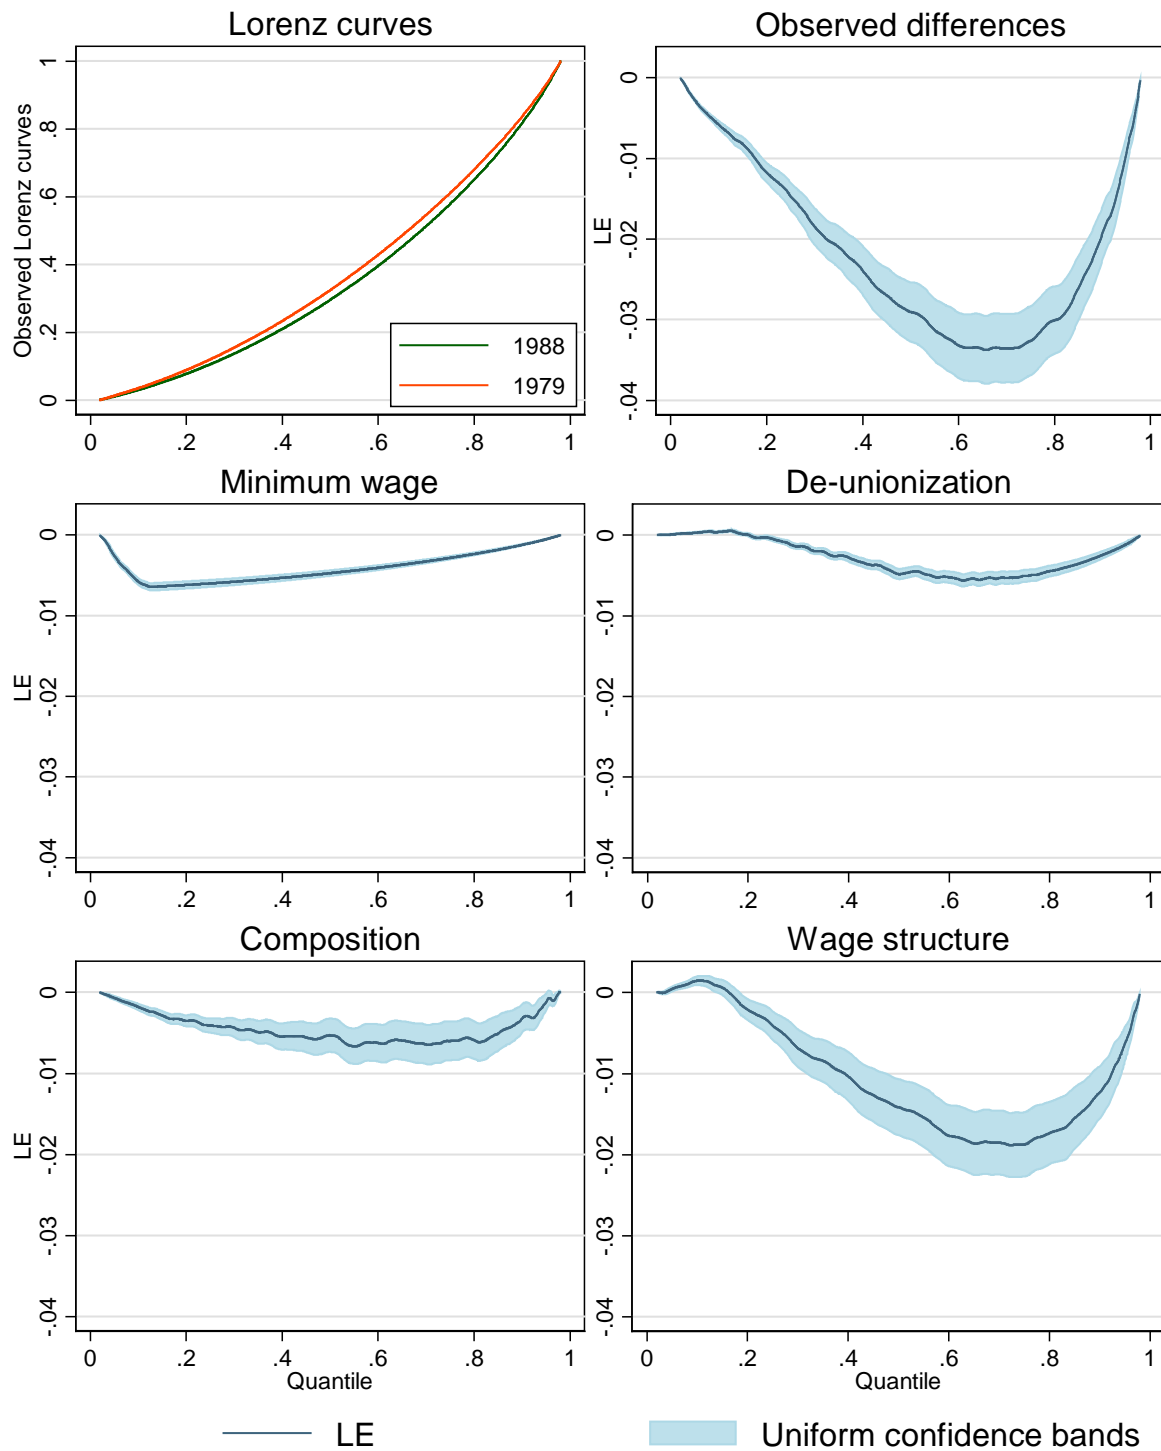 Lorenz curves
Observed Lorenz curves
1
.8
.6
.4
.2
0
1988
1979
0 .2 .4 .6 .8 1
Observed differences
LE
0
-.01
-.02
-.03
-.04
0 .2 .4 .6 .8 1
Minimum wage
LE
0
-.01
-.02
-.03
-.04
0 .2 .4 .6 .8 1
De-unionization
0
-.01
-.02
-.03
-.04
0 .2 .4 .6 .8 1
Composition
LE
0
-.01
-.02
-.03
-.04
0 .2 .4 .6 .8 1
Quantile
Wage structure
0
-.01
-.02
-.03
-.04
0 .2 .4 .6 .8 1
Quantile
LE
Uniform confidence bands